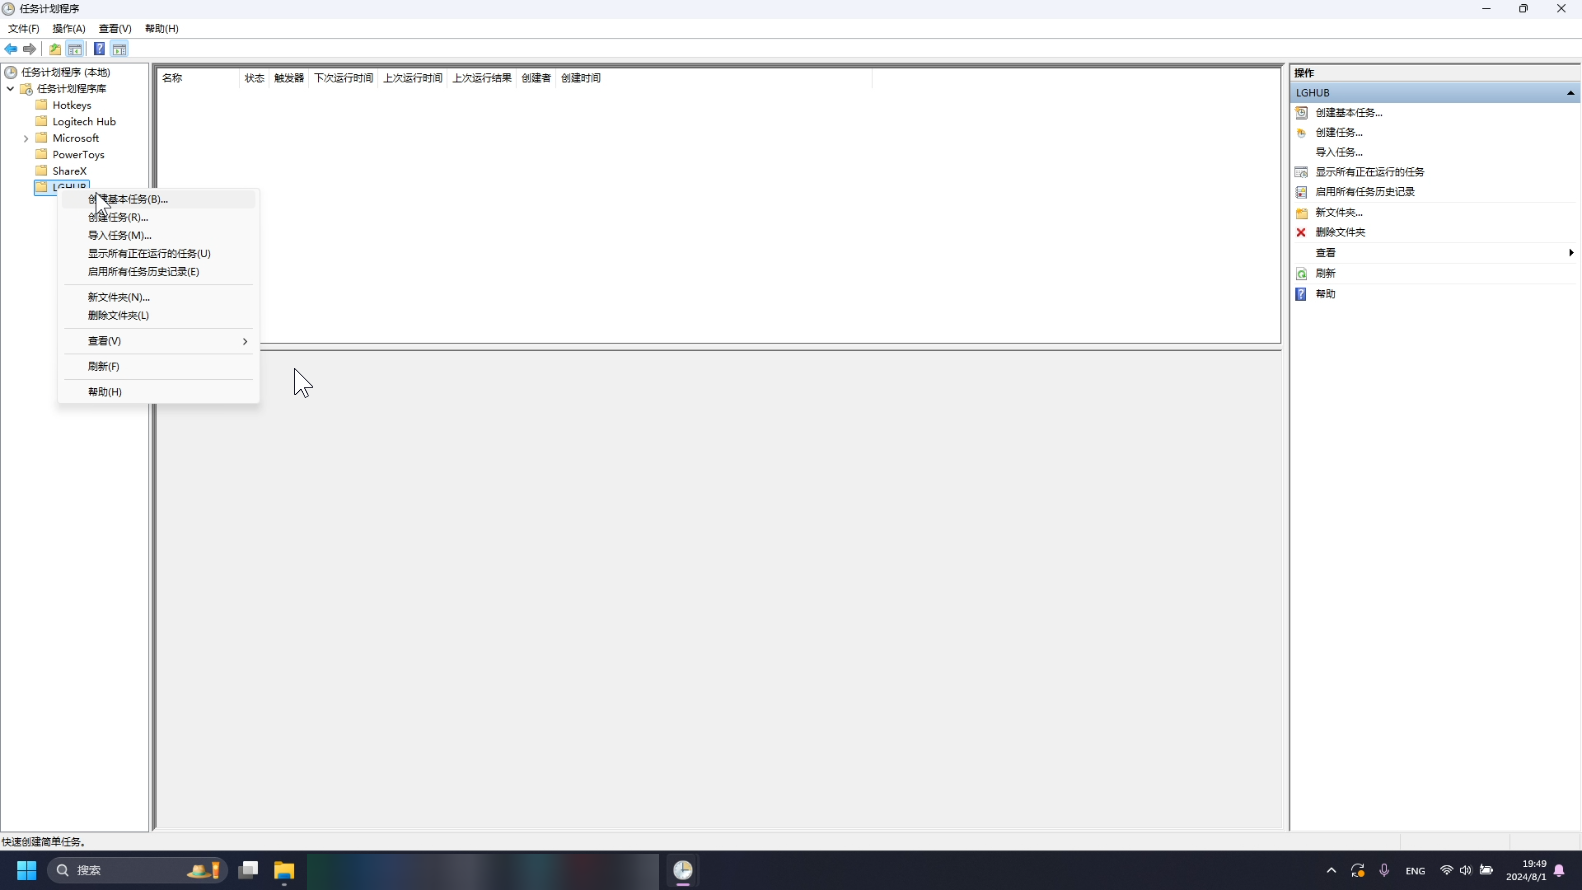 任务计划程序
文件(F) 操作(A) 查看(V) 帮助(H)
任务计划程序 (本地)
任务计划程序库
Hotkeys
Logitech Hub
Microsoft
PowerToys
ShareX
LGHUB
创建基本任务(B)...
创建任务(R)...
导入任务(M)...
显示所有正在运行的任务(U)
启用所有任务历史记录(E)
新文件夹(N)...
删除文件夹(L)
查看(V)
刷新(F)
帮助(H)
名称 状态 触发器 下次运行时间 上次运行时间 上次运行结果 创建者 创建时间
操作
LGHUB
创建基本任务...
创建任务...
导入任务...
显示所有正在运行的任务
启用所有任务历史记录
新文件夹...
删除文件夹
查看
刷新
帮助
快速创建简单任务。
搜索
ENG
19:49
2024/8/1